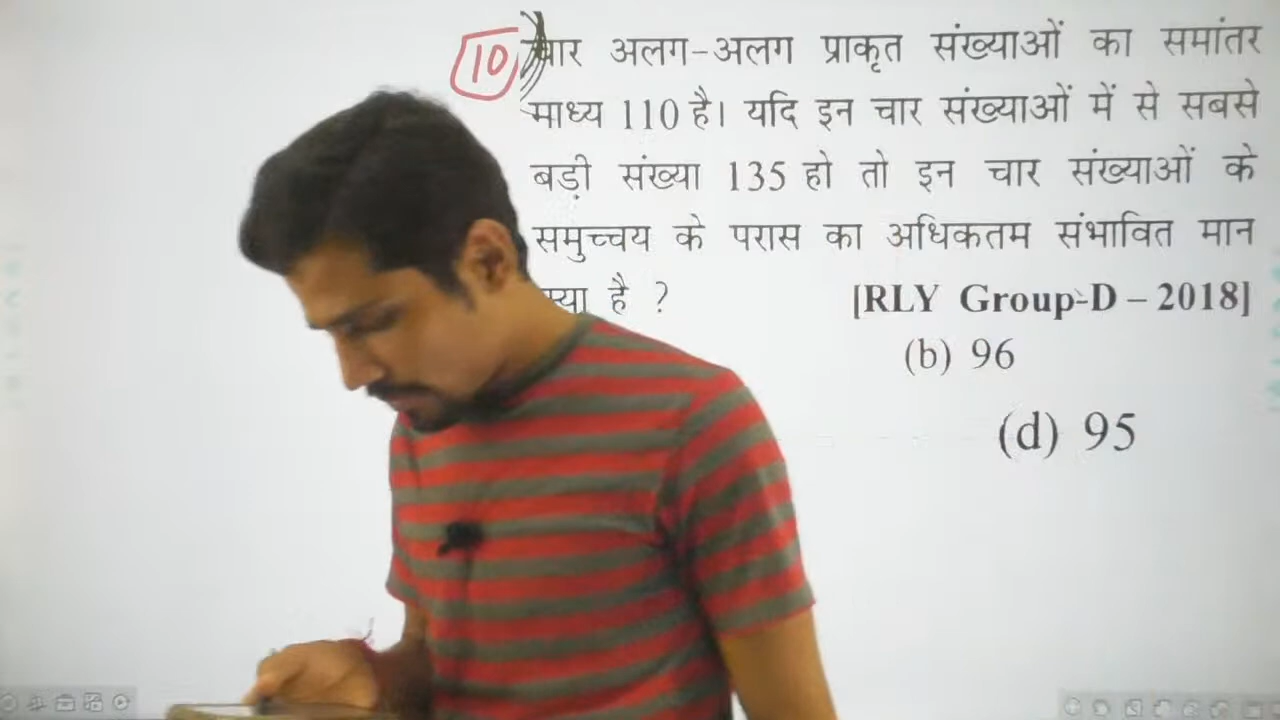 10 चार अलग-अलग प्राकृत संख्याओं का समांतर
माध्य 110 है। यदि इन चार संख्याओं में से सबसे
बड़ी संख्या 135 हो तो इन चार संख्याओं के
समुच्चय के परास का अधिकतम संभावित मान
क्या है ? [RLY Group-D – 2018]
(b) 96
(d) 95